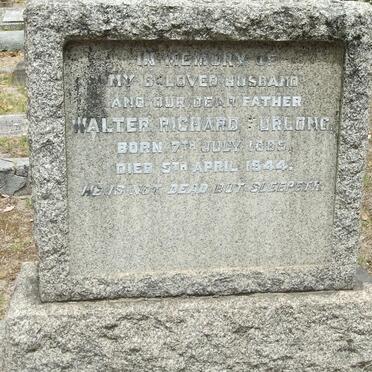 IN MEMORY OF
MY BELOVED HUSBAND
AND OUR DEAR FATHER
WALTER RICHARD FURLONG
BORN 7TH JULY
DIED 5TH APRIL 1944.
HE IS NOT DEAD BUT SLEEPETH